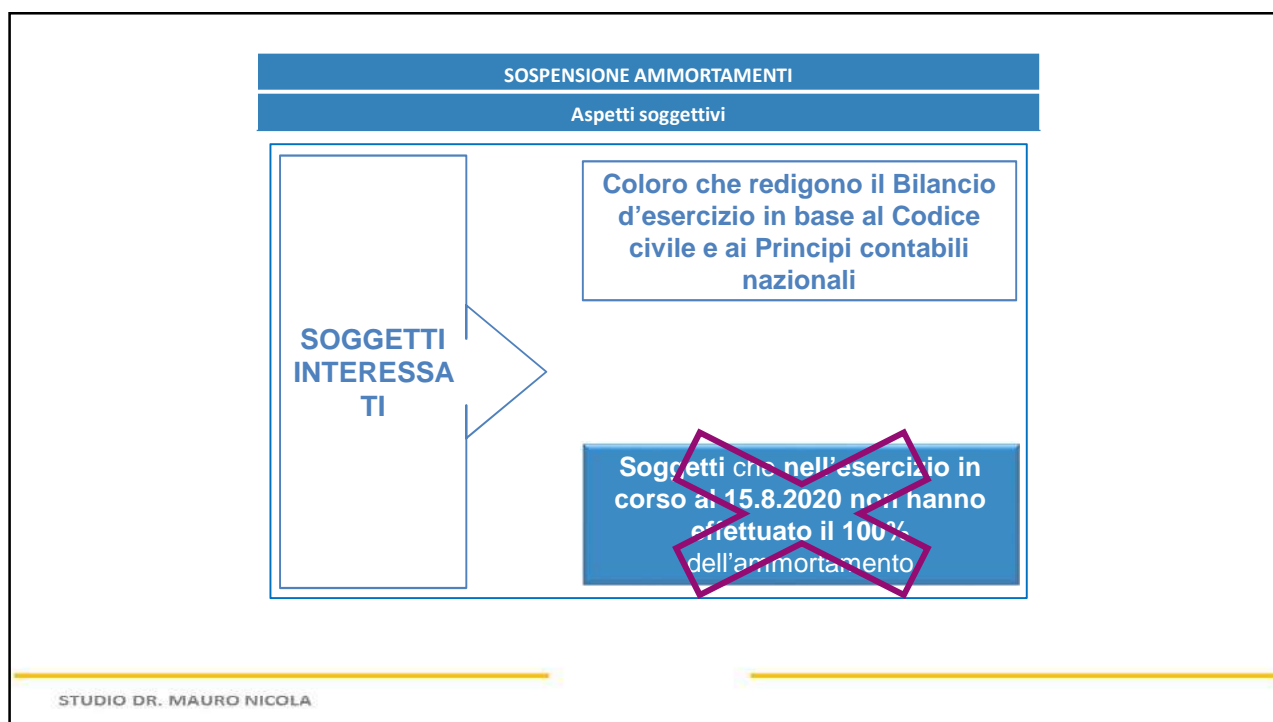 SOSPENSIONE AMMORTAMENTI
Aspetti soggettivi
SOGGETTI
INTERESSA
TI
Coloro che redigono il Bilancio
d’esercizio in base al Codice
civile e ai Principi contabili
nazionali
Soggetti che nell’esercizio in
corso al 15.8.2020 non hanno
effettuato il 100%
dell’ammortamento
STUDIO DR. MAURO NICOLA